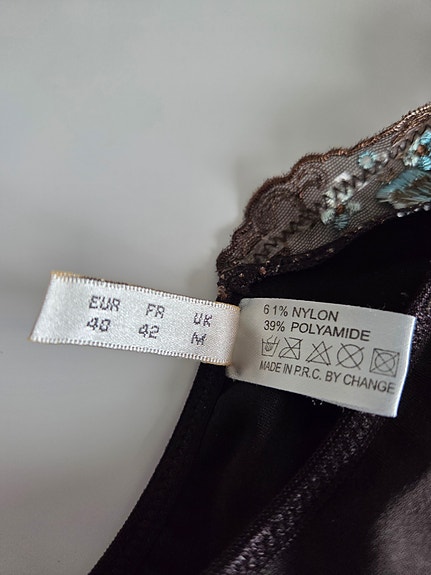 EUR FR UK
40 42 M
61% NYLON
39% POLYAMIDE
MADE IN P.R.C. BY CHANGE